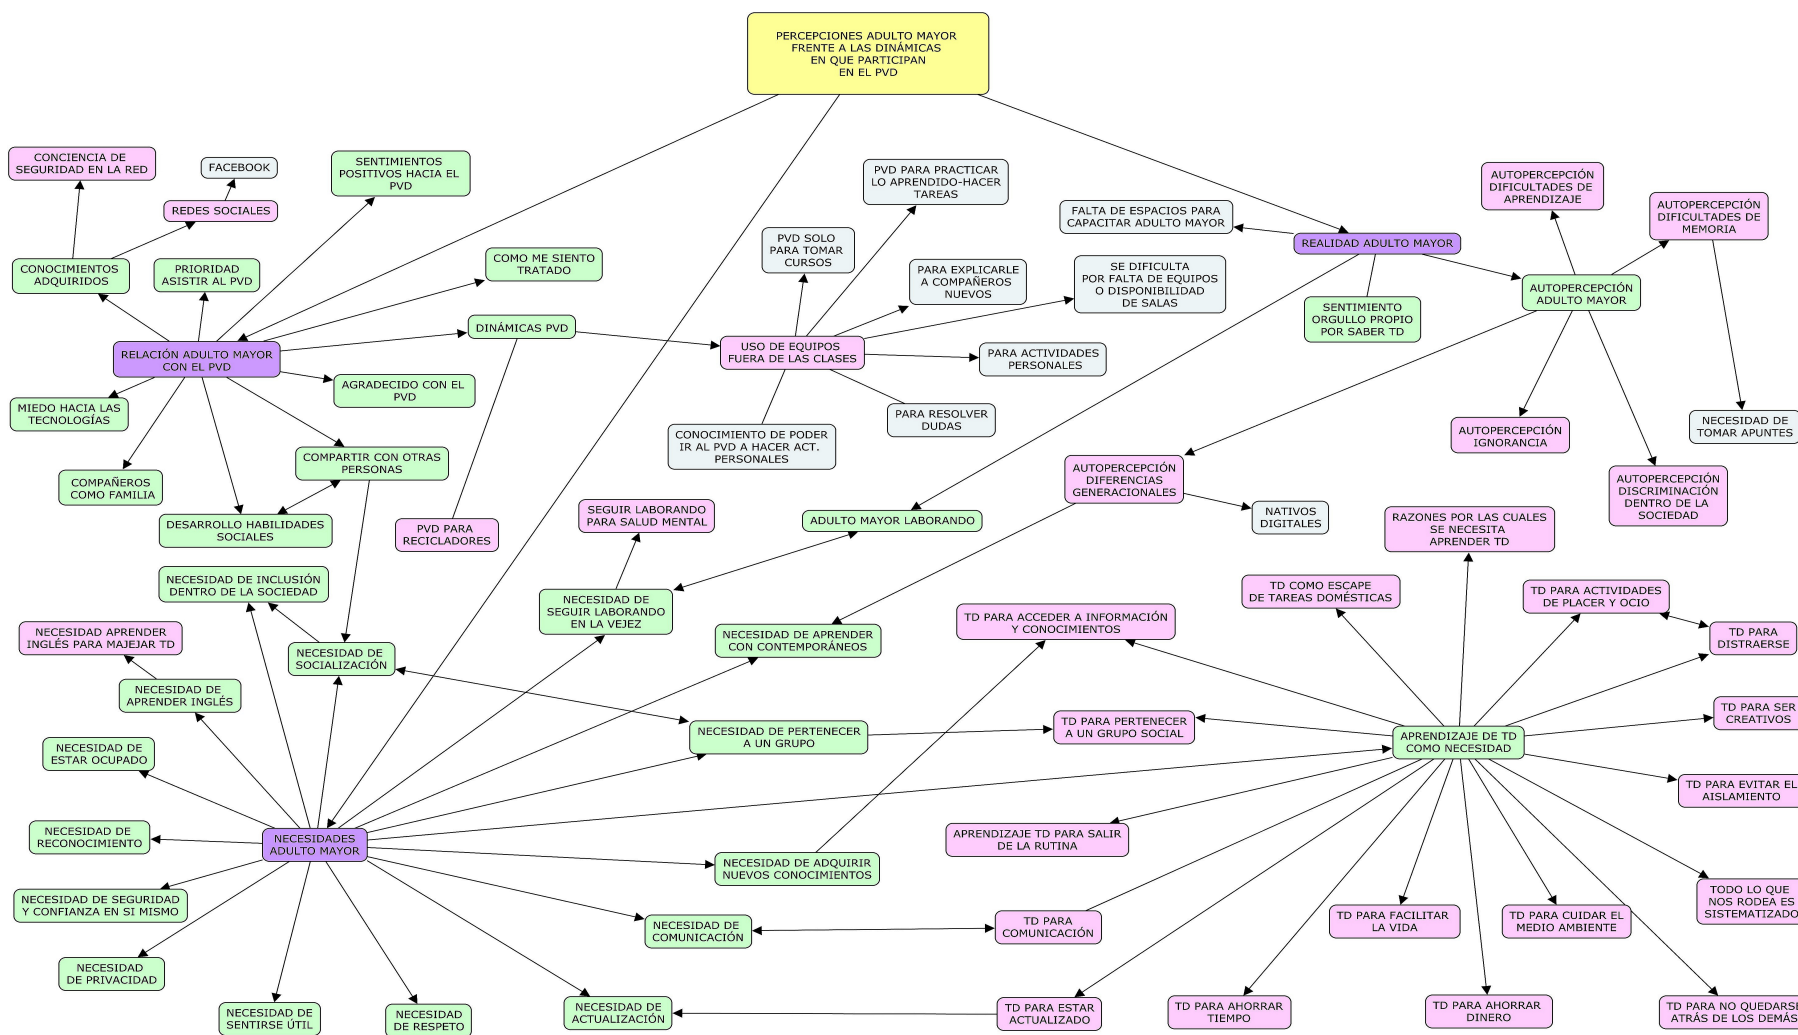 PERCEPCIONES ADULTO MAYOR
FRENTE A LAS DINÁMICAS
EN QUE PARTICIPAN
EN EL PVD
CONCIENCIA DE
SEGURIDAD EN LA RED
FACEBOOK
REDES SOCIALES
SENTIMIENTOS
POSITIVOS HACIA EL
PVD
CONOCIMIENTOS
ADQUIRIDOS
PRIORIDAD
ASISTIR AL PVD
COMO ME SIENTO
TRATADO
DINÁMICAS PVD
RELACIÓN ADULTO MAYOR
CON EL PVD
AGRADECIDO CON EL
PVD
MIEDO HACIA LAS
TECNOLOGÍAS
COMPARTIR CON OTRAS
PERSONAS
COMPAÑEROS
COMO FAMILIA
DESARROLLO HABILIDADES
SOCIALES
PVD PARA
RECICLADORES
PVD PARA PRACTICAR
LO APRENDIDO-HACER
TAREAS
PVD SOLO
PARA TOMAR
CURSOS
PARA EXPLICARLE
A COMPAÑEROS
NUEVOS
SE DIFICULTA
POR FALTA DE EQUIPOS
O DISPONIBILIDAD
DE SALAS
USO DE EQUIPOS
FUERA DE LAS CLASES
PARA ACTIVIDADES
PERSONALES
PARA RESOLVER
DUDAS
CONOCIMIENTO DE PODER
IR AL PVD A HACER ACT.
PERSONALES
FALTA DE ESPACIOS PARA
CAPACITAR ADULTO MAYOR
REALIDAD ADULTO MAYOR
SENTIMIENTO
ORGULLO PROPIO
POR SABER TD
AUTOPERCEPCIÓN
DIFICULTADES DE
APRENDIZAJE
AUTOPERCEPCIÓN
DIFICULTADES DE
MEMORIA
AUTOPERCEPCIÓN
ADULTO MAYOR
NECESIDAD DE
TOMAR APUNTES
AUTOPERCEPCIÓN
IGNORANCIA
AUTOPERCEPCIÓN
DISCRIMINACIÓN
DENTRO DE LA
SOCIEDAD
AUTOPERCEPCIÓN
DIFERENCIAS
GENERACIONALES
NATIVOS
DIGITALES
SEGUIR LABORANDO
PARA SALUD MENTAL
ADULTO MAYOR LABORANDO
NECESIDAD DE INCLUSIÓN
DENTRO DE LA SOCIEDAD
NECESIDAD DE
SEGUIR LABORANDO
EN LA VEJEZ
NECESIDAD APRENDER
INGLÉS PARA MAJEJAR TD
NECESIDAD DE
SOCIALIZACIÓN
NECESIDAD DE APRENDER
CON CONTEMPORÁNEOS
NECESIDAD DE
APRENDER INGLÉS
NECESIDAD DE PERTENECER
A UN GRUPO
NECESIDAD DE
ESTAR OCUPADO
NECESIDAD DE
RECONOCIMIENTO
NECESIDADES
ADULTO MAYOR
NECESIDAD DE ADQUIRIR
NUEVOS CONOCIMIENTOS
NECESIDAD DE SEGURIDAD
Y CONFIANZA EN SI MISMO
NECESIDAD DE
COMUNICACIÓN
NECESIDAD
DE PRIVACIDAD
NECESIDAD DE
SENTIRSE ÚTIL
NECESIDAD
DE RESPETO
NECESIDAD DE
ACTUALIZACIÓN
RAZONES POR LAS CUALES
SE NECESITA
APRENDER TD
TD COMO ESCAPE
DE TAREAS DOMÉSTICAS
TD PARA ACTIVIDADES
DE PLACER Y OCIO
TD PARA ACCEDER A INFORMACIÓN
Y CONOCIMIENTOS
TD PARA
DISTRAERSE
TD PARA PERTENECER
A UN GRUPO SOCIAL
TD PARA SER
CREATIVOS
APRENDIZAJE DE TD
COMO NECESIDAD
TD PARA EVITAR EL
AISLAMIENTO
APRENDIZAJE TD PARA SALIR
DE LA RUTINA
TODO LO QUE
NOS RODEA ES
SISTEMATIZADO
TD PARA
COMUNICACIÓN
TD PARA FACILITAR
LA VIDA
TD PARA CUIDAR EL
MEDIO AMBIENTE
TD PARA ESTAR
ACTUALIZADO
TD PARA AHORRAR
TIEMPO
TD PARA AHORRAR
DINERO
TD PARA NO QUEDARSE
ATRÁS DE LOS DEMÁS